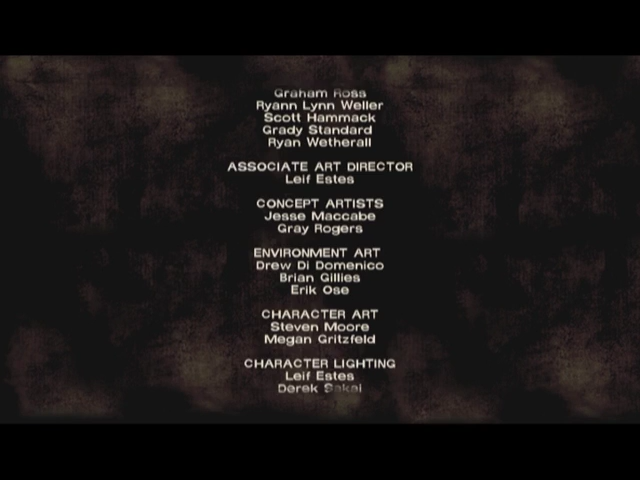 Graham Ross
Ryann Lynn Weller
Scott Hammack
Grady Standard
Ryan Wetherall
ASSOCIATE ART DIRECTOR
Leif Estes
CONCEPT ARTISTS
Jesse Maccabe
Gray Rogers
ENVIRONMENT ART
Drew Di Domenico
Brian Gillies
Erik Ose
CHARACTER ART
Steven Moore
Megan Gritzfeld
CHARACTER LIGHTING
Leif Estes
Derek Sakai